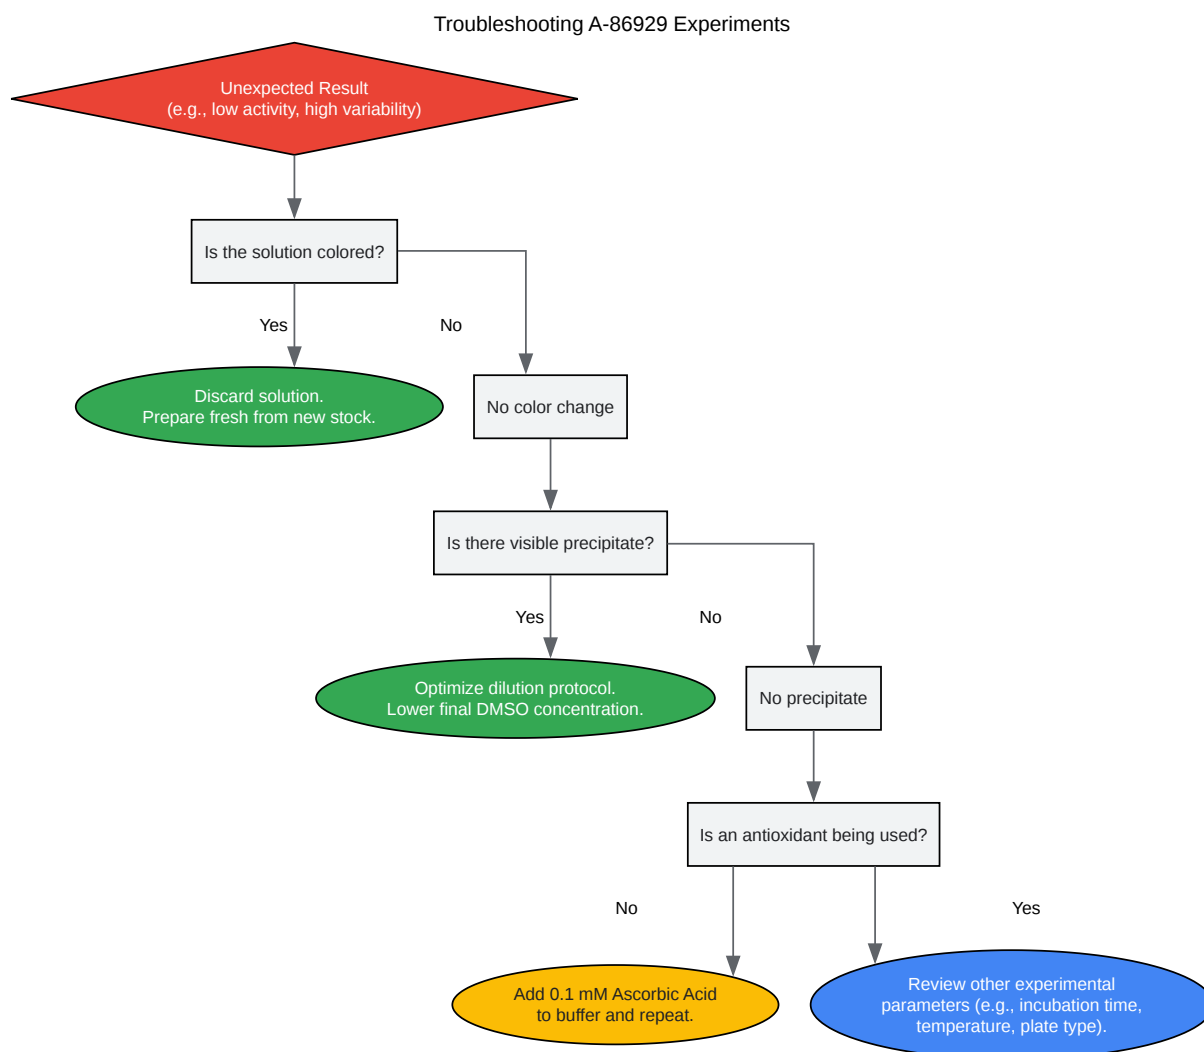 Troubleshooting A-86929 Experiments
Unexpected Result
(e.g., low activity, high variability)
Is the solution colored?
Yes
No
Discard solution.
Prepare fresh from new stock.
No color change
Is there visible precipitate?
Yes
No
Optimize dilution protocol.
Lower final DMSO concentration.
No precipitate
Is an antioxidant being used?
No
Yes
Add 0.1 mM Ascorbic Acid
to buffer and repeat.
Review other experimental
parameters (e.g., incubation time,
temperature, plate type).